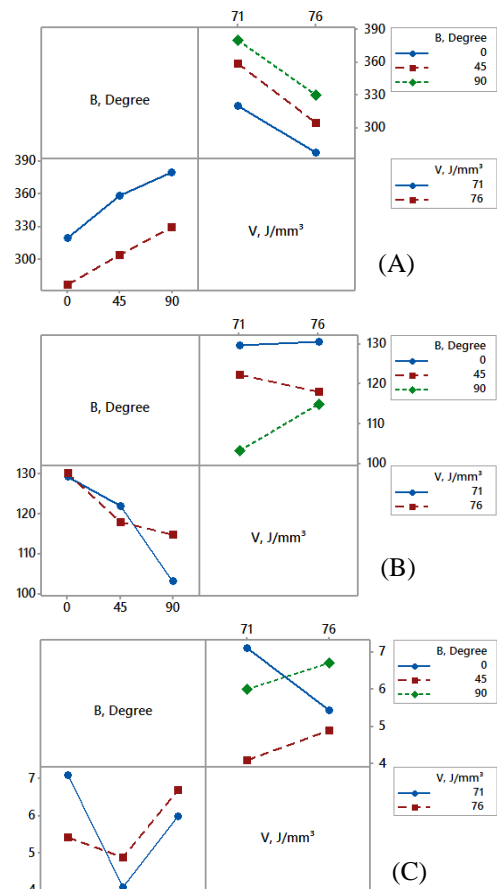 71 76
B, Degree
390
360
330
300
B, Degree
0
45
90
390
360
330
300
V, J/mm³
V, J/mm³
71
76
0 45 90
(A)
71 76
B, Degree
130
120
110
100
B, Degree
0
45
90
130
120
110
100
V, J/mm³
V, J/mm³
71
76
0 45 90
(B)
71 76
B, Degree
7
6
5
4
B, Degree
0
45
90
7
6
5
4
V, J/mm³
V, J/mm³
71
76
(C)